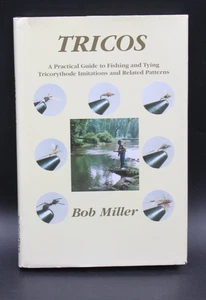 TRICOS
A Practical Guide to Fishing and Tying
Tricorythode Imitations and Related Patterns
Bob Miller